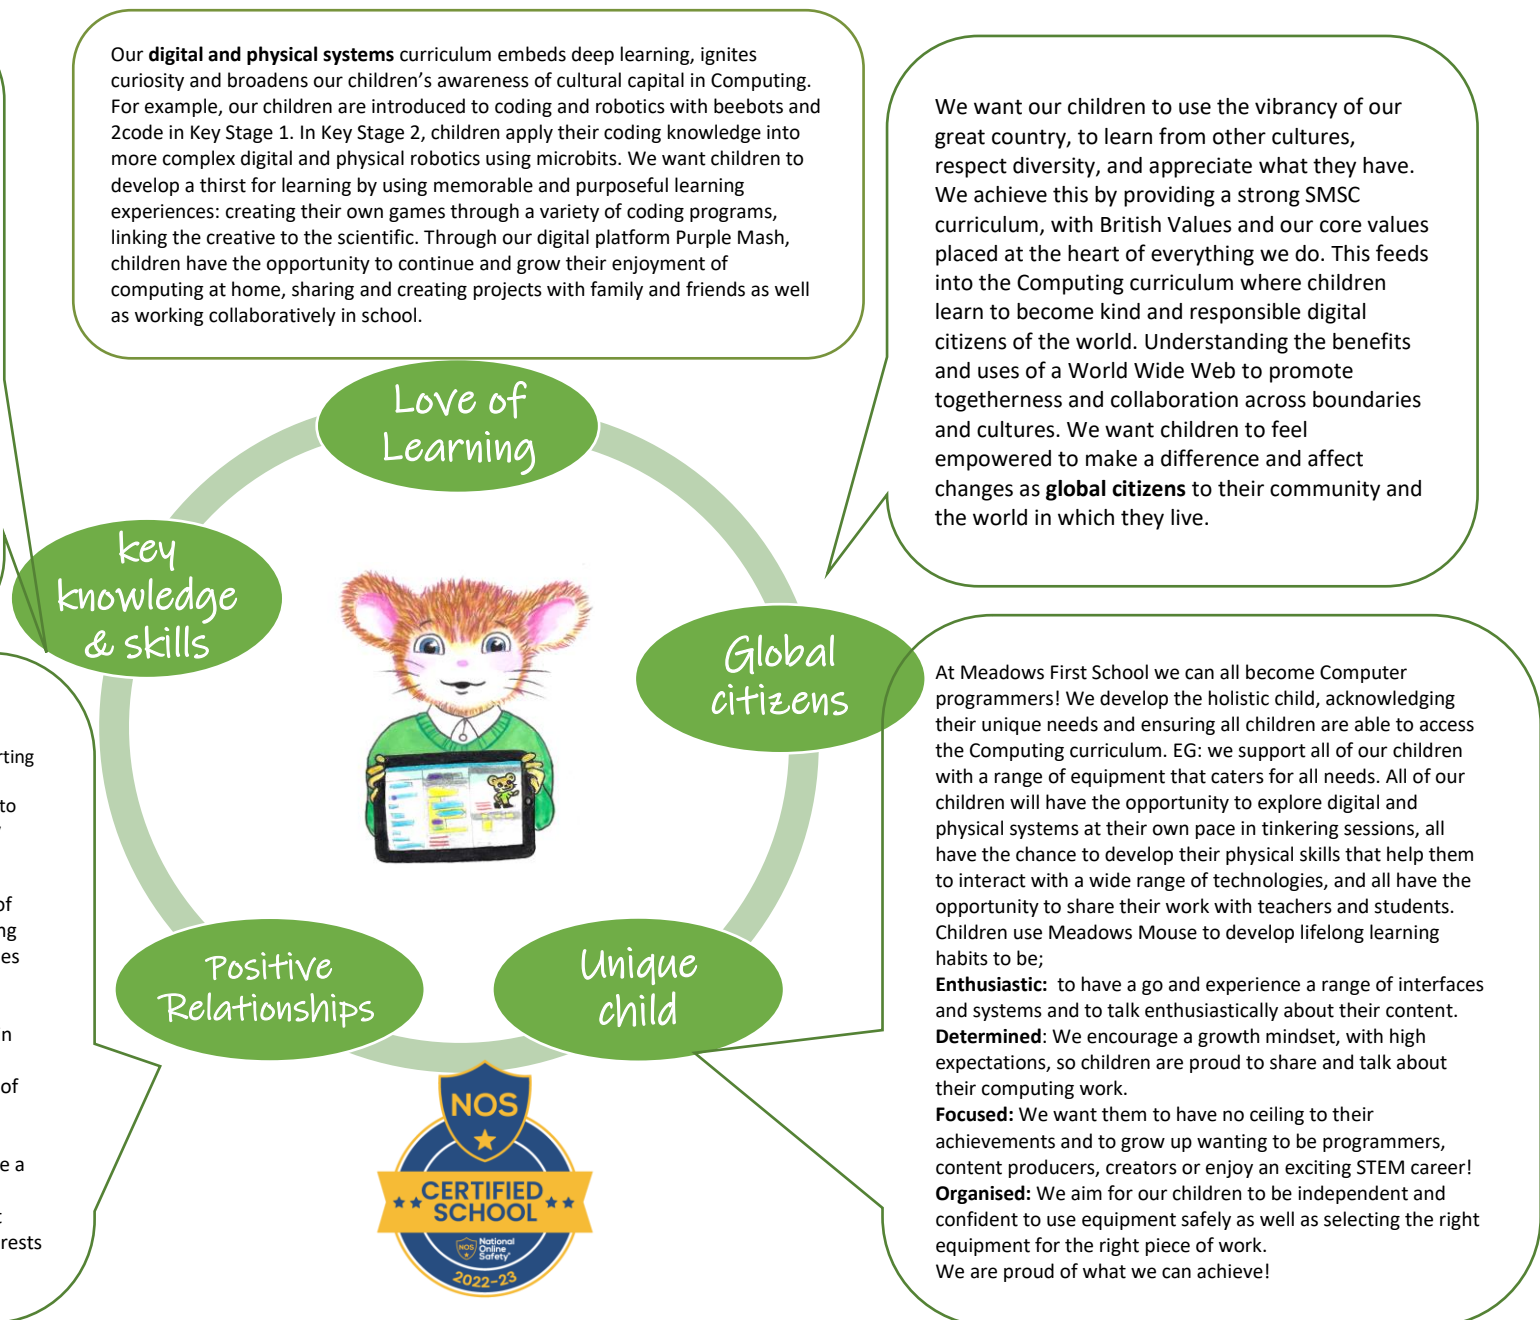 Our digital and physical systems curriculum embeds deep learning, ignites
curiosity and broadens our children's awareness of cultural capital in Computing.
For example, our children are introduced to coding and robotics with beebots and
2code in Key Stage 1. In Key Stage 2, children apply their coding knowledge into
more complex digital and physical robotics using microbits. We want children to
develop a thirst for learning by using memorable and purposeful learning
experiences: creating their own games through a variety of coding programs,
linking the creative to the scientific. Through our digital platform Purple Mash,
children have the opportunity to continue and grow their enjoyment of
computing at home, sharing and creating projects with family and friends as well
as working collaboratively in school.
We want our children to use the vibrancy of our
great country, to learn from other cultures,
respect diversity, and appreciate what they have.
We achieve this by providing a strong SMSC
curriculum, with British Values and our core values
placed at the heart of everything we do. This feeds
into the Computing curriculum where children
learn to become kind and responsible digital
citizens of the world. Understanding the benefits
and uses of a World Wide Web to promote
togetherness and collaboration across boundaries
and cultures. We want children to feel
empowered to make a difference and affect
changes as global citizens to their community and
the world in which they live.
Love of
Learning
key
knowledge
& skills
Global
citizens
Positive
Relationships
Unique
child
rting
to
of
ng
es
n
of
e a
rests
NOS
CERTIFIED
SCHOOL
NOS National
Online
Safety
2022-23
At Meadows First School we can all become Computer
programmers! We develop the holistic child, acknowledging
their unique needs and ensuring all children are able to access
the Computing curriculum. EG: we support all of our children
with a range of equipment that caters for all needs. All of our
children will have the opportunity to explore digital and
physical systems at their own pace in tinkering sessions, all
have the chance to develop their physical skills that help them
to interact with a wide range of technologies, and all have the
opportunity to share their work with teachers and students.
Children use Meadows Mouse to develop lifelong learning
habits to be;
Enthusiastic:  to have a go and experience a range of interfaces
and systems and to talk enthusiastically about their content.
Determined: We encourage a growth mindset, with high
expectations, so children are proud to share and talk about
their computing work.
Focused: We want them to have no ceiling to their
achievements and to grow up wanting to be programmers,
content producers, creators or enjoy an exciting STEM career!
Organised: We aim for our children to be independent and
confident to use equipment safely as well as selecting the right
equipment for the right piece of work.
We are proud of what we can achieve!